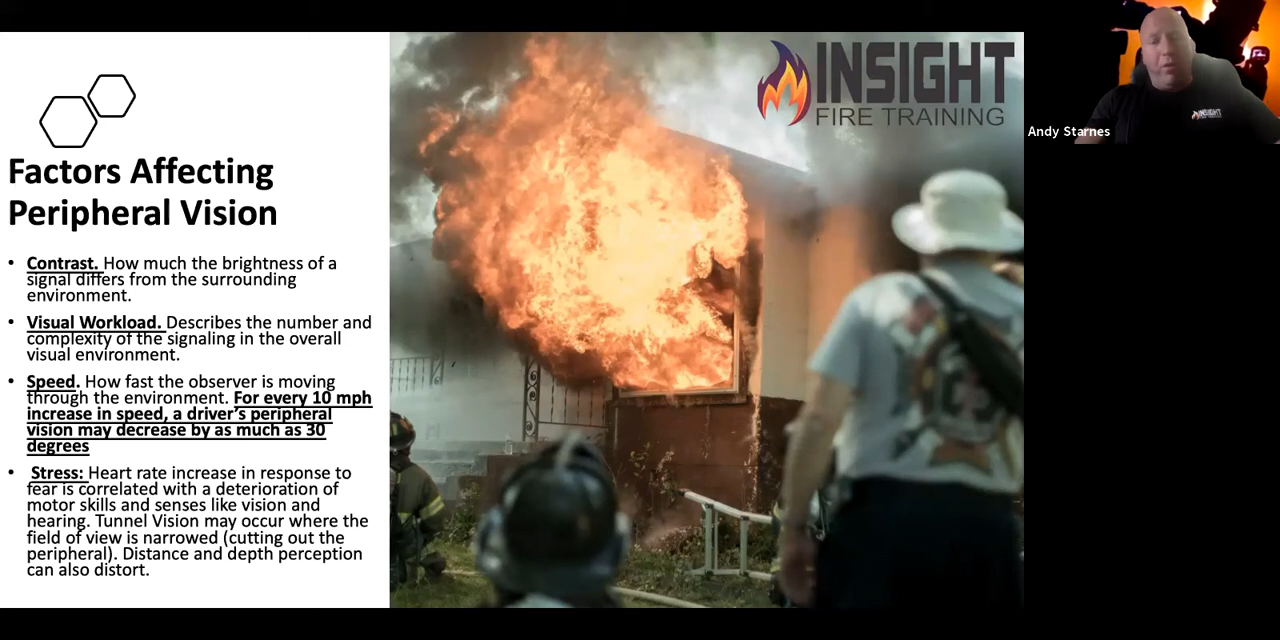 Factors Affecting
Peripheral Vision
• Contrast. How much the brightness of a
signal differs from the surrounding
environment.
• Visual Workload. Describes the number and
complexity of the signaling in the overall
visual environment.
• Speed. How fast the observer is moving
through the environment. For every 10 mph
increase in speed, a driver's peripheral
vision may decrease by as much as 30
degrees
• Stress: Heart rate increase in response to
fear is correlated with a deterioration of
motor skills and senses like vision and
hearing. Tunnel Vision may occur where the
field of view is narrowed (cutting out the
peripheral). Distance and depth perception
can also distort.
INSIGHT
FIRE TRAINING
INSIGHT
FIRE TRAINING
Andy Starnes